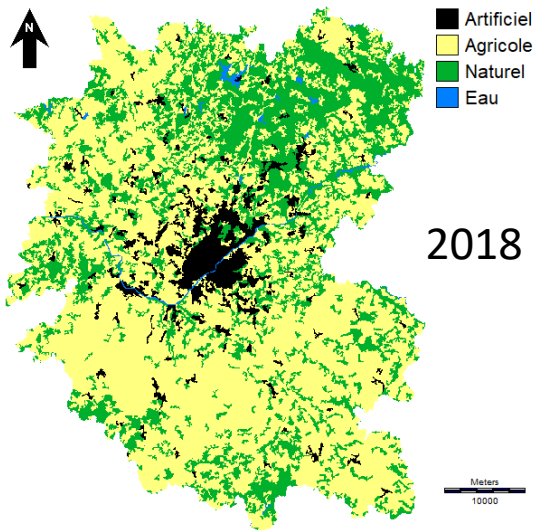 N
Artificiel
Agricole
Naturel
Eau
2018
Meters
10000